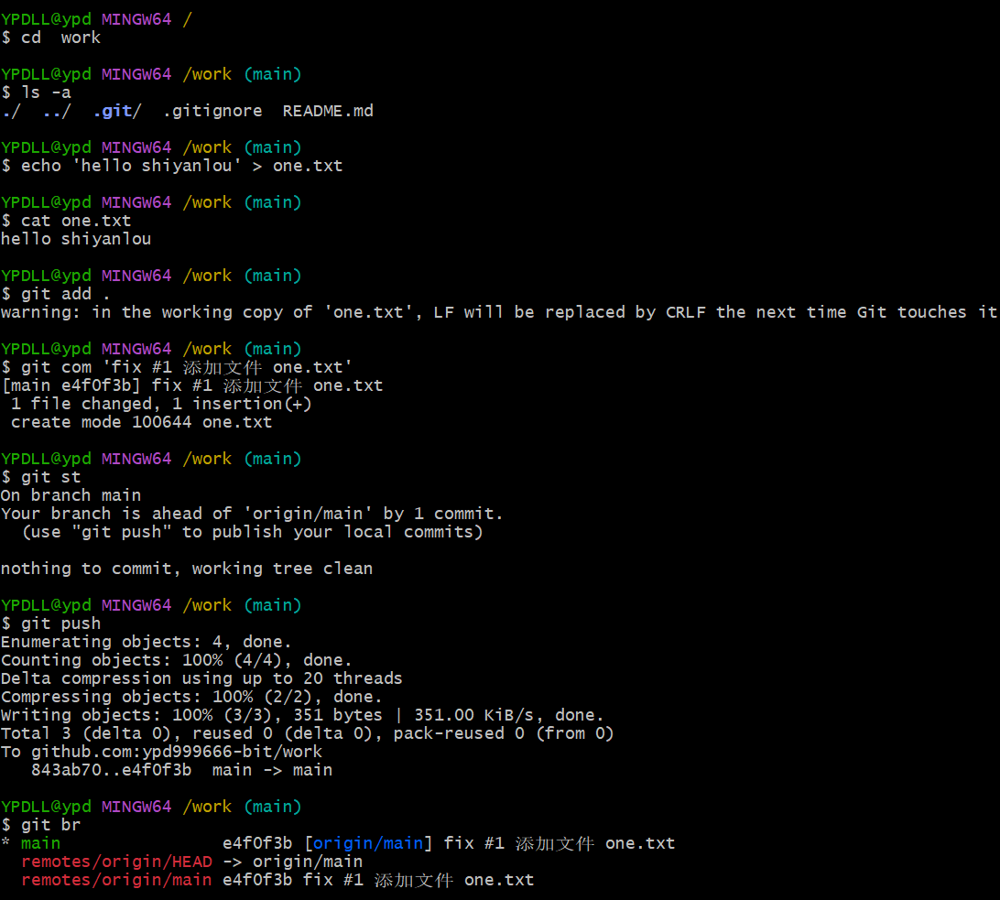 YPDLL@ypd MINGW64 /
$ cd  work
YPDLL@ypd MINGW64 /work (main)
$ ls -a
./  ../  .git/  .gitignore  README.md
YPDLL@ypd MINGW64 /work (main)
$ echo 'hello shiyanlou' > one.txt
YPDLL@ypd MINGW64 /work (main)
$ cat one.txt
hello shiyanlou
YPDLL@ypd MINGW64 /work (main)
$ git add .
warning: in the working copy of 'one.txt', LF will be replaced by CRLF the next time Git touches it
YPDLL@ypd MINGW64 /work (main)
$ git com 'fix #1 添加文件 one.txt'
[main e4f0f3b] fix #1 添加文件 one.txt
 1 file changed, 1 insertion(+)
 create mode 100644 one.txt
YPDLL@ypd MINGW64 /work (main)
$ git st
On branch main
Your branch is ahead of 'origin/main' by 1 commit.
  (use "git push" to publish your local commits)
nothing to commit, working tree clean
YPDLL@ypd MINGW64 /work (main)
$ git push
Enumerating objects: 4, done.
Counting objects: 100% (4/4), done.
Delta compression using up to 20 threads
Compressing objects: 100% (2/2), done.
Writing objects: 100% (3/3), 351 bytes | 351.00 KiB/s, done.
Total 3 (delta 0), reused 0 (delta 0), pack-reused 0 (from 0)
To github.com:ypd999666-bit/work
   843ab70..e4f0f3b  main -> main
YPDLL@ypd MINGW64 /work (main)
$ git br
* main                e4f0f3b [origin/main] fix #1 添加文件 one.txt
  remotes/origin/HEAD -> origin/main
  remotes/origin/main e4f0f3b fix #1 添加文件 one.txt